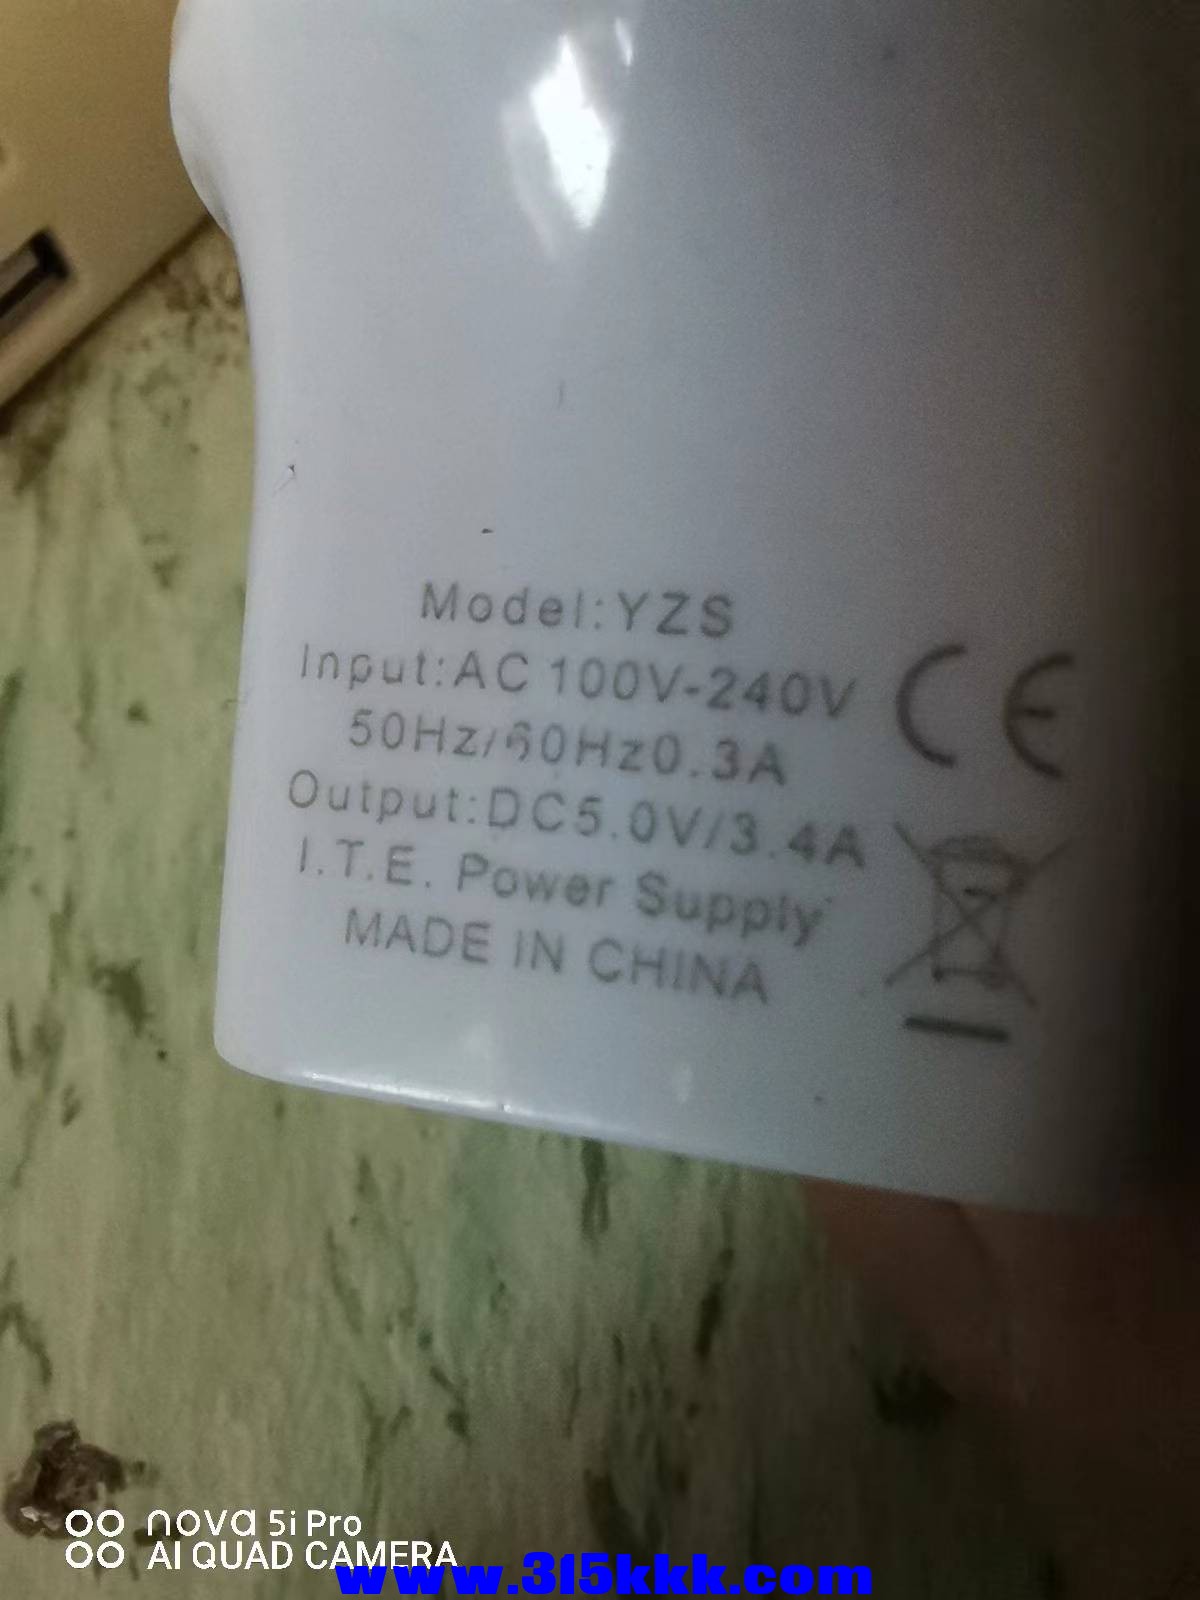 Model:YZS
Input:AC 100V-240V
50Hz/60Hz0.3A
Output:DC5.0V/3.4A
I.T.E. Power Supply
MADE IN CHINA
CE
nova 5i Pro
AI QUAD CAMERA
www.315kkk.com